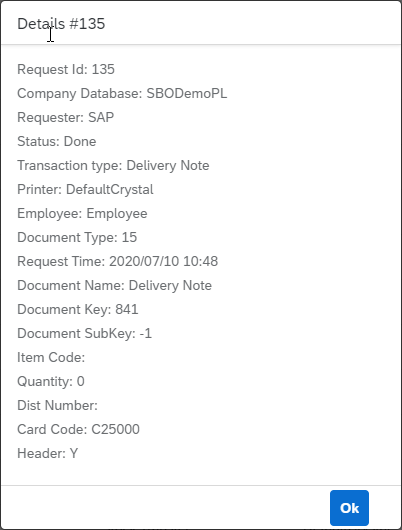 Details #135
Request Id: 135
Company Database: SBODemoPL
Requester: SAP
Status: Done
Transaction type: Delivery Note
Printer: DefaultCrystal
Employee: Employee
Document Type: 15
Request Time: 2020/07/10 10:48
Document Name: Delivery Note
Document Key: 841
Document SubKey: -1
Item Code:
Quantity: 0
Dist Number:
Card Code: C25000
Header: Y
Ok